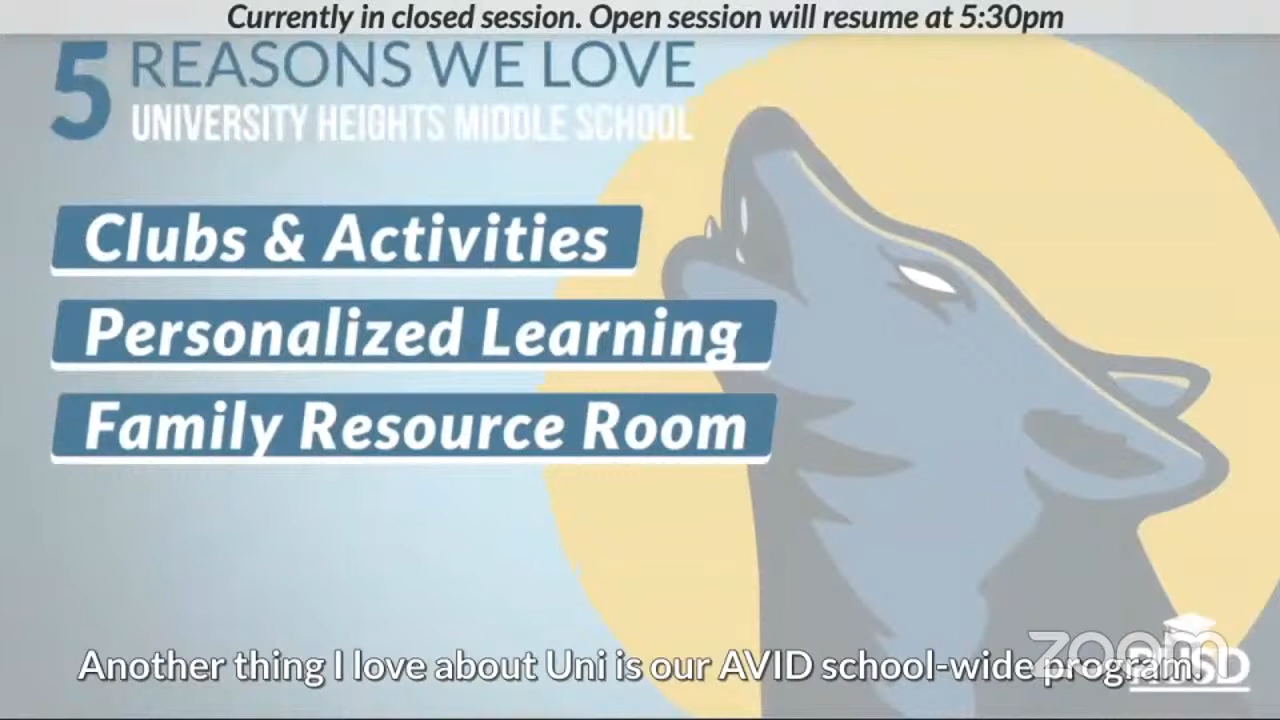 Currently in closed session. Open session will resume at 5:30pm
5 REASONS WE LOVE
UNIVERSITY HEIGHTS MIDDLE SCHOOL
Clubs & Activities
Personalized Learning
Family Resource Room
Another thing I love about Uni is our AVID school-wide program.
zoom